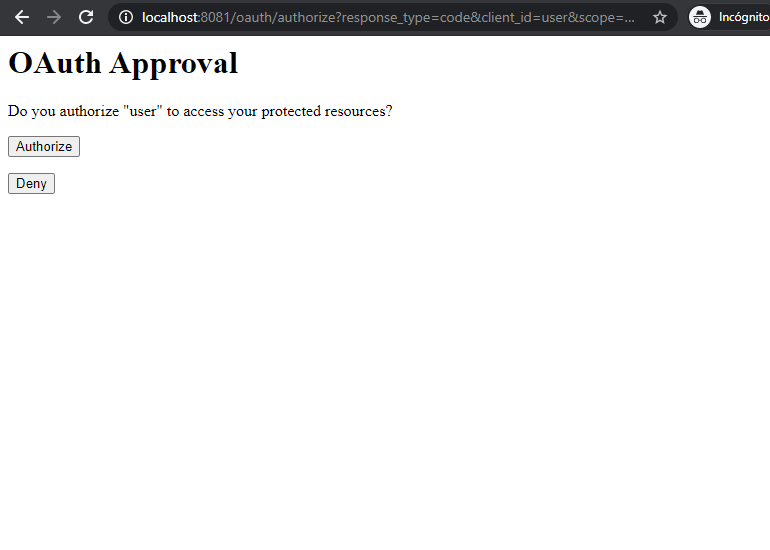 localhost:8081/oauth/authorize?response_type=code&client_id=user&scope=...
Incógnito
OAuth Approval
Do you authorize "user" to access your protected resources?
Authorize
Deny